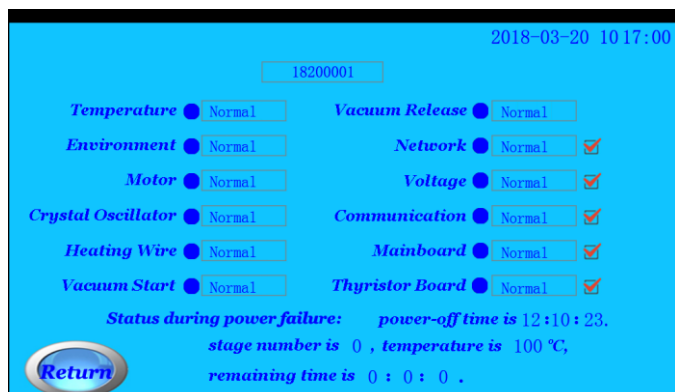 2018-03-20 10 17:00
18200001
Temperature Normal Vacuum Release Normal
Environment Normal Network Normal
Motor Normal Voltage Normal
Crystal Oscillator Normal Communication Normal
Heating Wire Normal Mainboard Normal
Vacuum Start Normal Thyristor Board Normal
Status during power failure: power-off time is 12:10:23.
stage number is 0 , temperature is 100 ℃,
remaining time is 0 : 0 : 0 .
Return